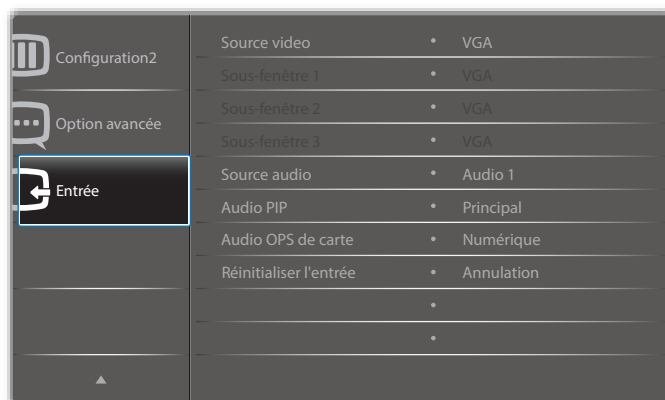 Configuration2
Option avancée
Entrée
Source video • VGA
Sous-fenêtre 1 VGA
Sous-fenêtre 2 VGA
Sous-fenêtre 3 VGA
Source audio • Audio 1
Audio PIP • Principal
Audio OPS de carte • Numérique
Réinitialiser l'entrée • Annulation
•
•